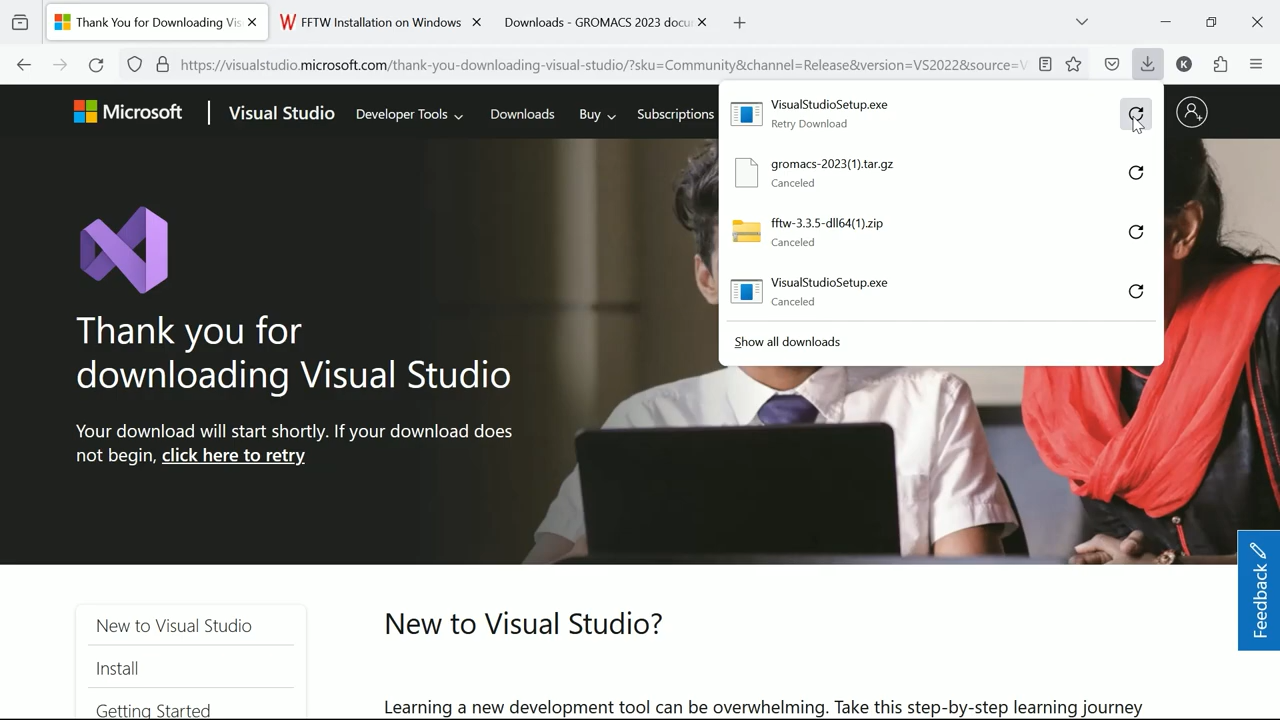 Thank You for Downloading Vis
FFTW Installation on Windows
Downloads - GROMACS 2023 docu
https://visualstudio.microsoft.com/thank-you-downloading-visual-studio/?sku=Community&channel=Release&version=VS2022&source=V
K
Microsoft
Visual Studio
Developer Tools
Downloads
Buy
Subscriptions
VisualStudioSetup.exe
Retry Download
gromacs-2023(1).tar.gz
Canceled
fftw-3.3.5-dll64(1).zip
Canceled
VisualStudioSetup.exe
Canceled
Show all downloads
Thank you for
downloading Visual Studio
Your download will start shortly. If your download does
not begin, click here to retry
Feedback
New to Visual Studio
Install
Getting Started
New to Visual Studio?
Learning a new development tool can be overwhelming. Take this step-by-step learning journey